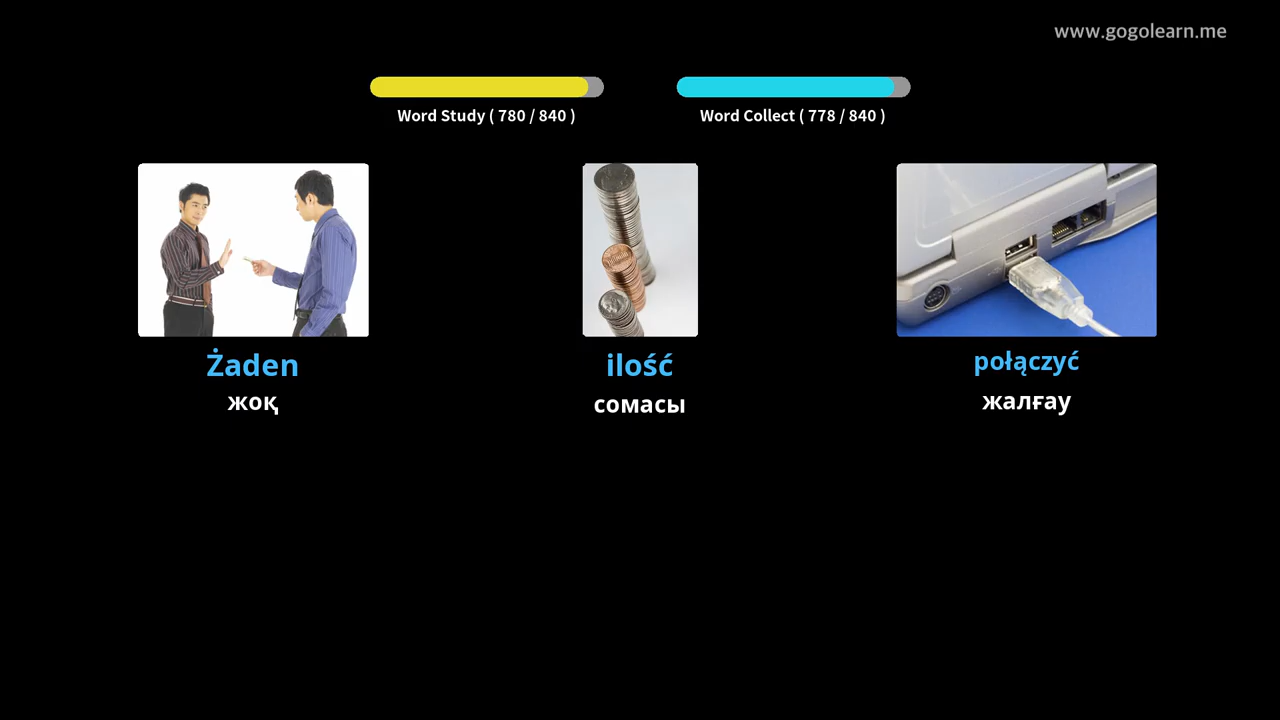 www.gogolearn.me
Word Study ( 780 / 840 )
Word Collect ( 778 / 840 )
Żaden
ilość
połączyć
жоқ
сомасы
жалғау